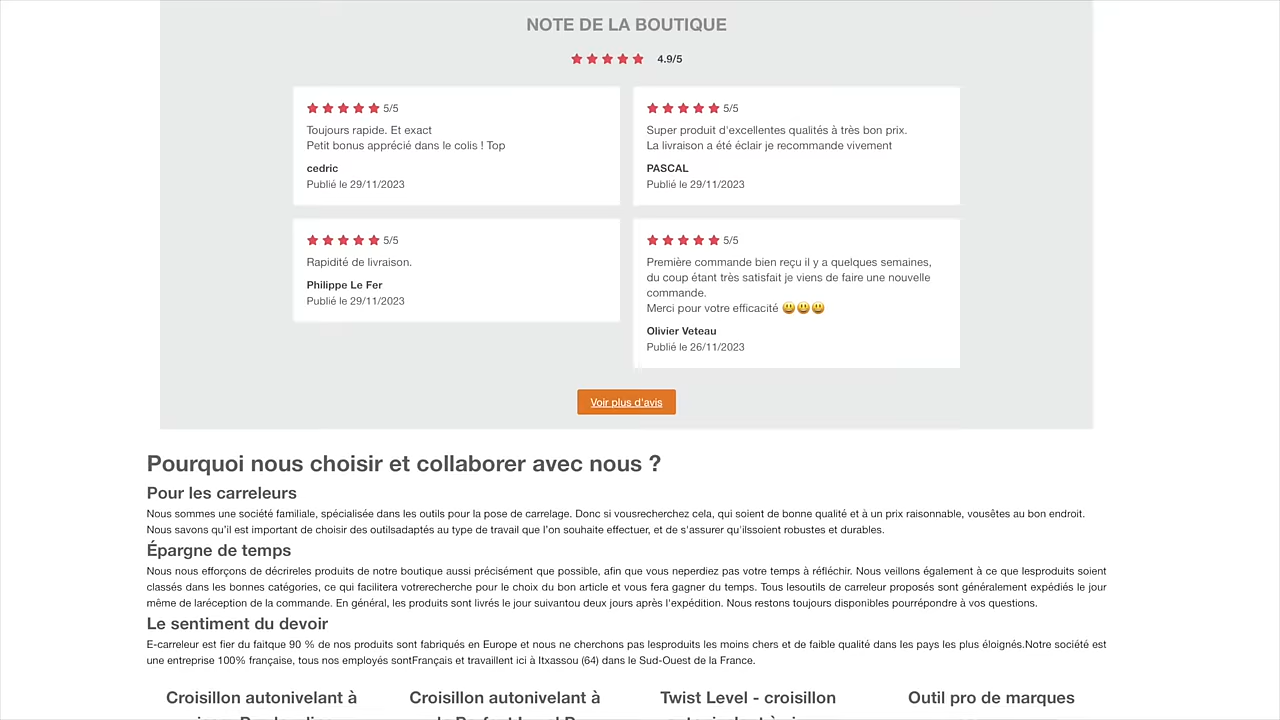 NOTE DE LA BOUTIQUE
4.9/5
5/5
Toujours rapide. Et exact
Petit bonus apprécié dans le colis ! Top
cedric
Publié le 29/11/2023
5/5
Super produit d'excellentes qualités à très bon prix.
La livraison a été éclair je recommande vivement
PASCAL
Publié le 29/11/2023
5/5
Rapidité de livraison.
Philippe Le Fer
Publié le 29/11/2023
5/5
Première commande bien reçu il y a quelques semaines,
du coup étant très satisfait je viens de faire une nouvelle
commande.
Merci pour votre efficacité 😃😃😃
Olivier Veteau
Publié le 26/11/2023
Voir plus d'avis
Pourquoi nous choisir et collaborer avec nous ?
Pour les carreleurs
Nous sommes une société familiale, spécialisée dans les outils pour la pose de carrelage. Donc si vousrecherchez cela, qui soient de bonne qualité et à un prix raisonnable, vousêtes au bon endroit.
Nous savons qu'il est important de choisir des outilsadaptés au type de travail que l'on souhaite effectuer, et de s'assurer qu'ilssoient robustes et durables.
Épargne de temps
Nous nous efforçons de décrireles produits de notre boutique aussi précisément que possible, afin que vous neperdiez pas votre temps à réfléchir. Nous veillons également à ce que lesproduits soient
classés dans les bonnes catégories, ce qui facilitera votrerecherche pour le choix du bon article et vous fera gagner du temps. Tous lesoutils de carreleur proposés sont généralement expédiés le jour
même de laréception de la commande. En général, les produits sont livrés le jour suivantou deux jours après l'expédition. Nous restons toujours disponibles pourrépondre à vos questions.
Le sentiment du devoir
E-carreleur est fier du faitque 90 % de nos produits sont fabriqués en Europe et nous ne cherchons pas lesproduits les moins chers et de faible qualité dans les pays les plus éloignés.Notre société est
une entreprise 100% française, tous nos employés sontFrançais et travaillent ici à Itxassou (64) dans le Sud-Ouest de la France.
Croisillon autonivelant à
Croisillon autonivelant à
Twist Level - croisillon
Outil pro de marques